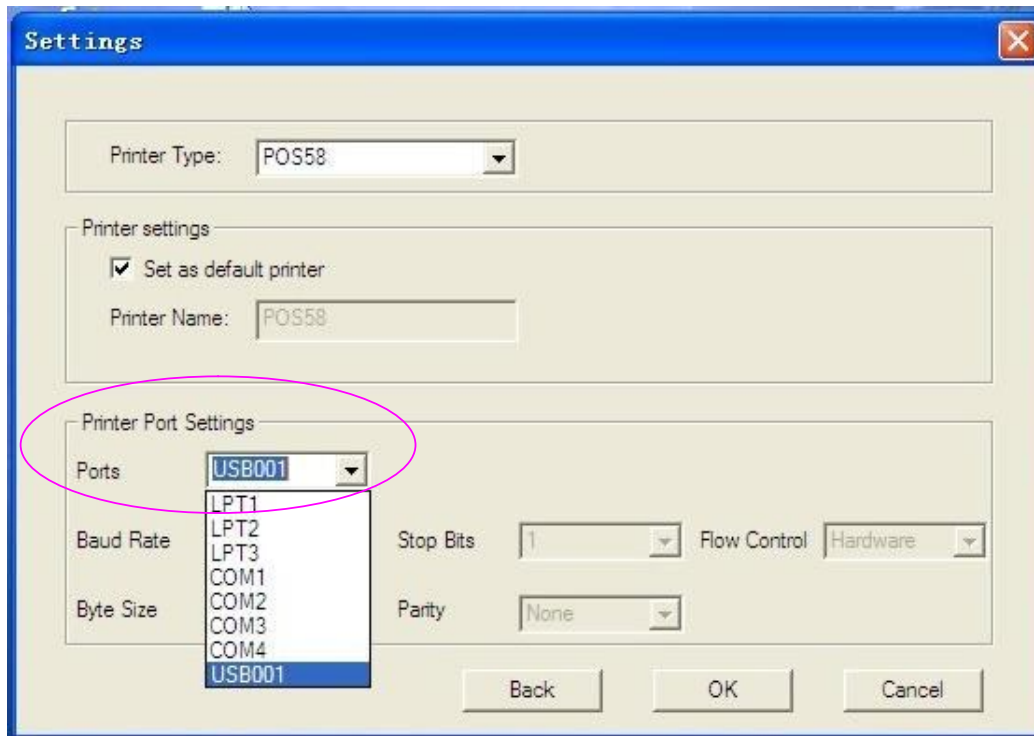 Settings
Printer Type: POS58
Printer settings
Set as default printer
Printer Name: POS58
Printer Port Settings
Ports USB001
LPT1
LPT2
LPT3
COM1
COM2
COM3
COM4
USB001
Baud Rate Stop Bits 1 Flow Control Hardware
Byte Size Parity None
Back OK Cancel